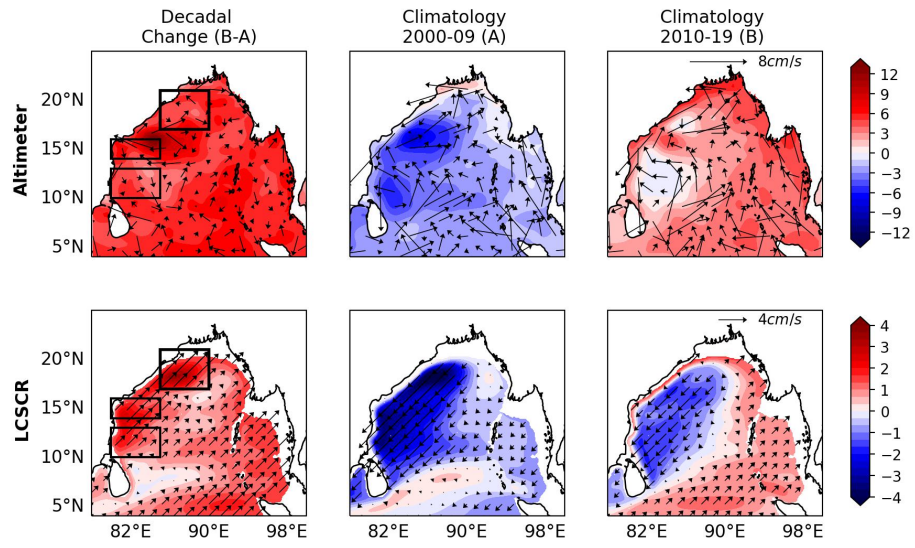 Decadal
Change (B-A)
Climatology
2000-09 (A)
Climatology
2010-19 (B)
Altimeter
20°N
15°N
10°N
5°N
8cm/s
12
9
6
3
0
−3
−6
−9
−12
LCSCR
20°N
15°N
10°N
5°N
4cm/s
4
3
2
1
0
−1
−2
−3
−4
82°E 90°E 98°E
82°E 90°E 98°E
82°E 90°E 98°E